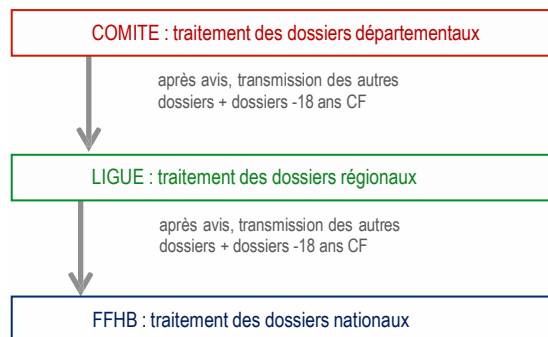 COMITE : traitement des dossiers départementaux
après avis, transmission des autres
dossiers + dossiers -18 ans CF
LIGUE : traitement des dossiers régionaux
après avis, transmission des autres
dossiers + dossiers -18 ans CF
FFHB : traitement des dossiers nationaux